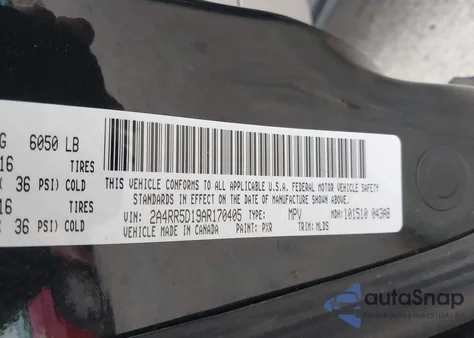 G 6050 LB
16 TIRES
( 36 PSI) COLD
16 TIRES
( 36 PSI) COLD
THIS VEHICLE CONFORMS TO ALL APPLICABLE U.S.A. FEDERAL MOTOR VEHICLE SAFETY
STANDARDS IN EFFECT ON THE DATE OF MANUFACTURE SHOWN ABOVE.
VIN: 2A4RR5D19AR170405 TYPE: MPV MDH: 101510 043AB
VEHICLE MADE IN CANADA PAINT: PXR TRIM: MLDS
autoSnap